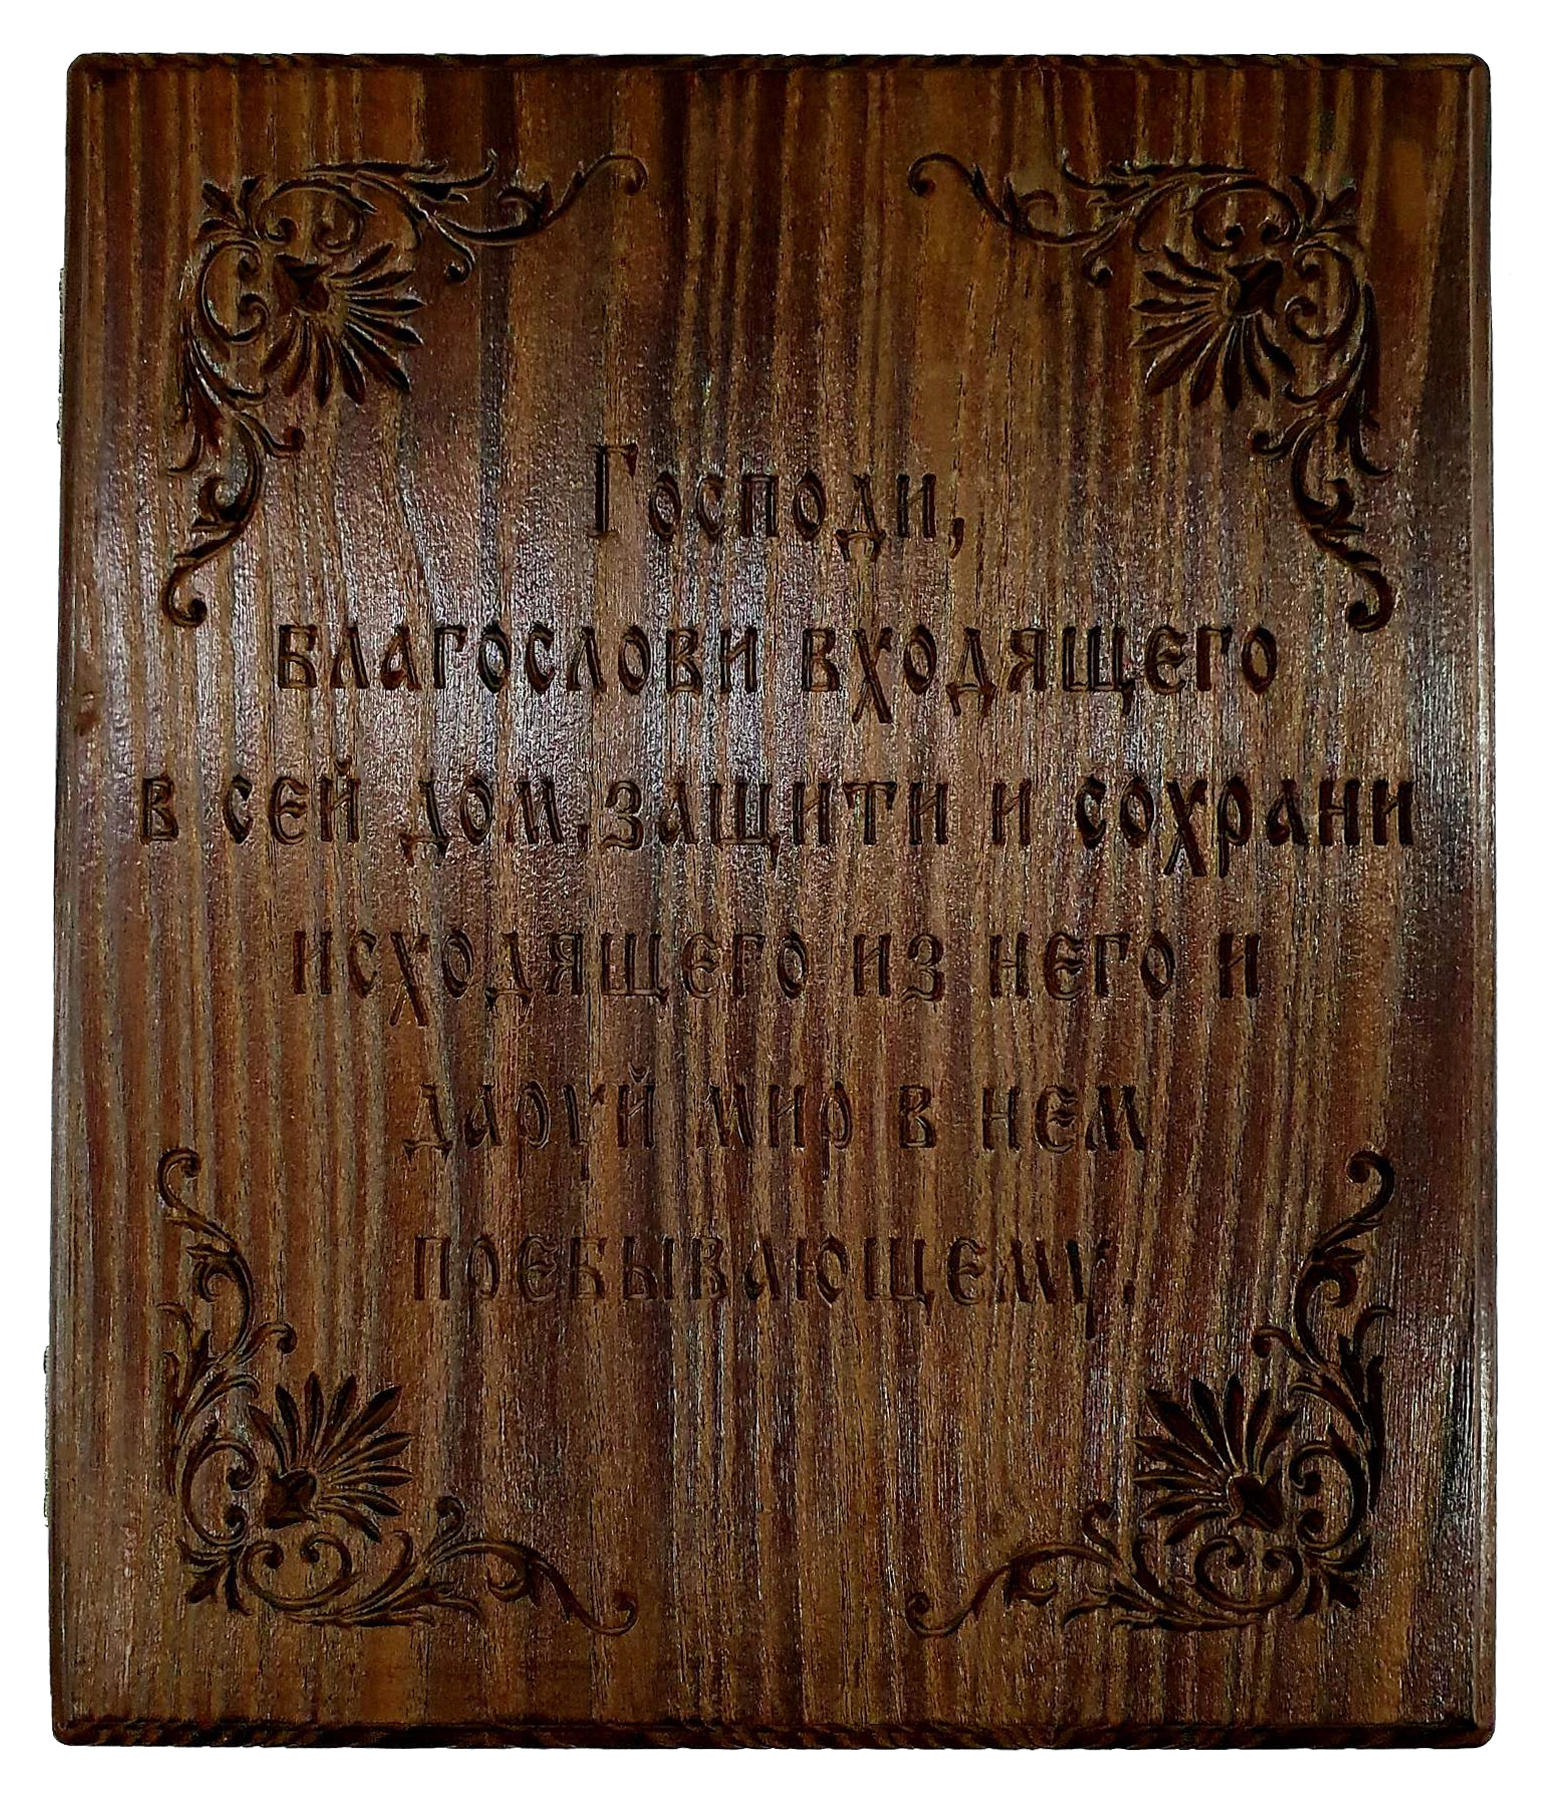 Господи,
благослови входящего
в сей дом, защити и сохрани
исходящего из него и
даруй мир в нем
пребывающему.